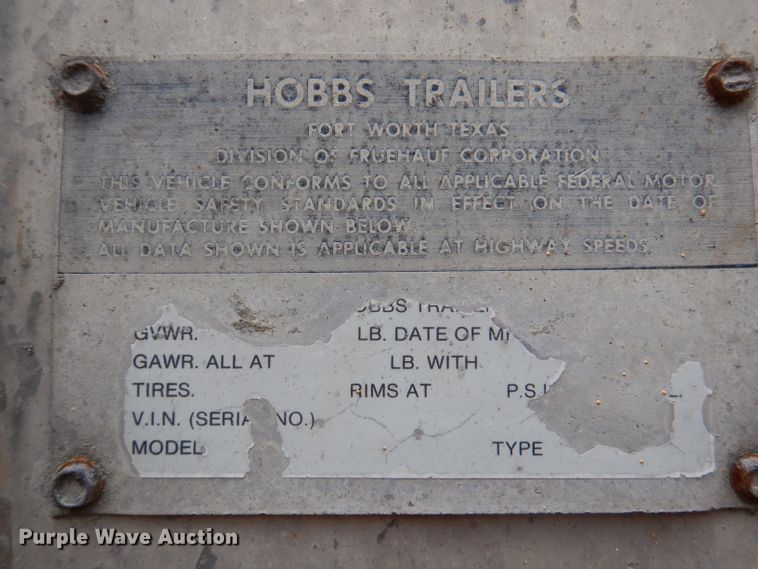 HOBBS TRAILERS
FORT WORTH TEXAS
DIVISION OF FRUEHAUF CORPORATION
THIS VEHICLE CONFORMS TO ALL APPLICABLE FEDERAL MOTOR
VEHICLE SAFETY STANDARDS IN EFFECT ON THE DATE OF
MANUFACTURE SHOWN BELOW.
ALL DATA SHOWN IS APPLICABLE AT HIGHWAY SPEEDS.
GVWR. LB. DATE OF
GAWR. ALL AT LB. WITH
TIRES. RIMS AT P.S.I
V.I.N. (SERIA NO.)
MODEL TYPE
Purple Wave Auction